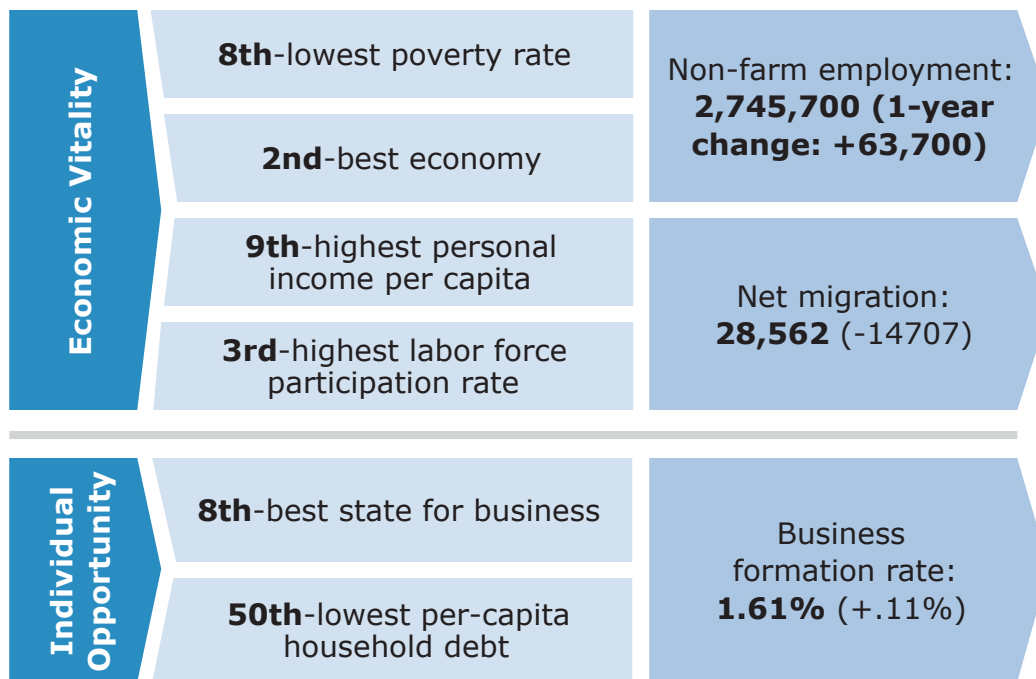 Economic Vitality
8th-lowest poverty rate
2nd-best economy
9th-highest personal
income per capita
3rd-highest labor force
participation rate
Non-farm employment:
2,745,700 (1-year
change: +63,700)
Net migration:
28,562 (-14707)
Individual
Opportunity
8th-best state for business
50th-lowest per-capita
household debt
Business
formation rate:
1.61% (+.11%)